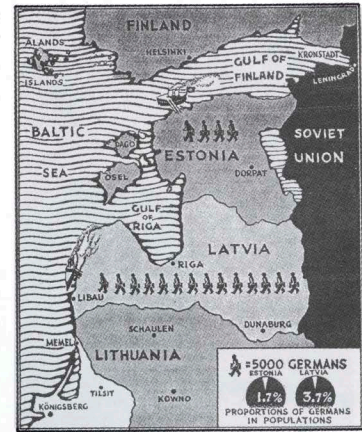 FINLAND
ÅLANDS
HELSINKI
KRONSTADT
ISLANDS
GULF OF
FINLAND
LENINGRAD
BALTIC
SEA
DAGO
ESTONIA
SOVIET
UNION
ÖSEL
DORPAT
GULF
OF
RIGA
LATVIA
RIGA
LIBAU
SCHAULEN
DUNABURG
MEMEL
LITHUANIA
TILSIT
KOWNO
KÖNIGSBERG
=5000 GERMANS
ESTONIA LATVIA
1.7% 3.7%
PROPORTIONS OF GERMANS
IN POPULATIONS